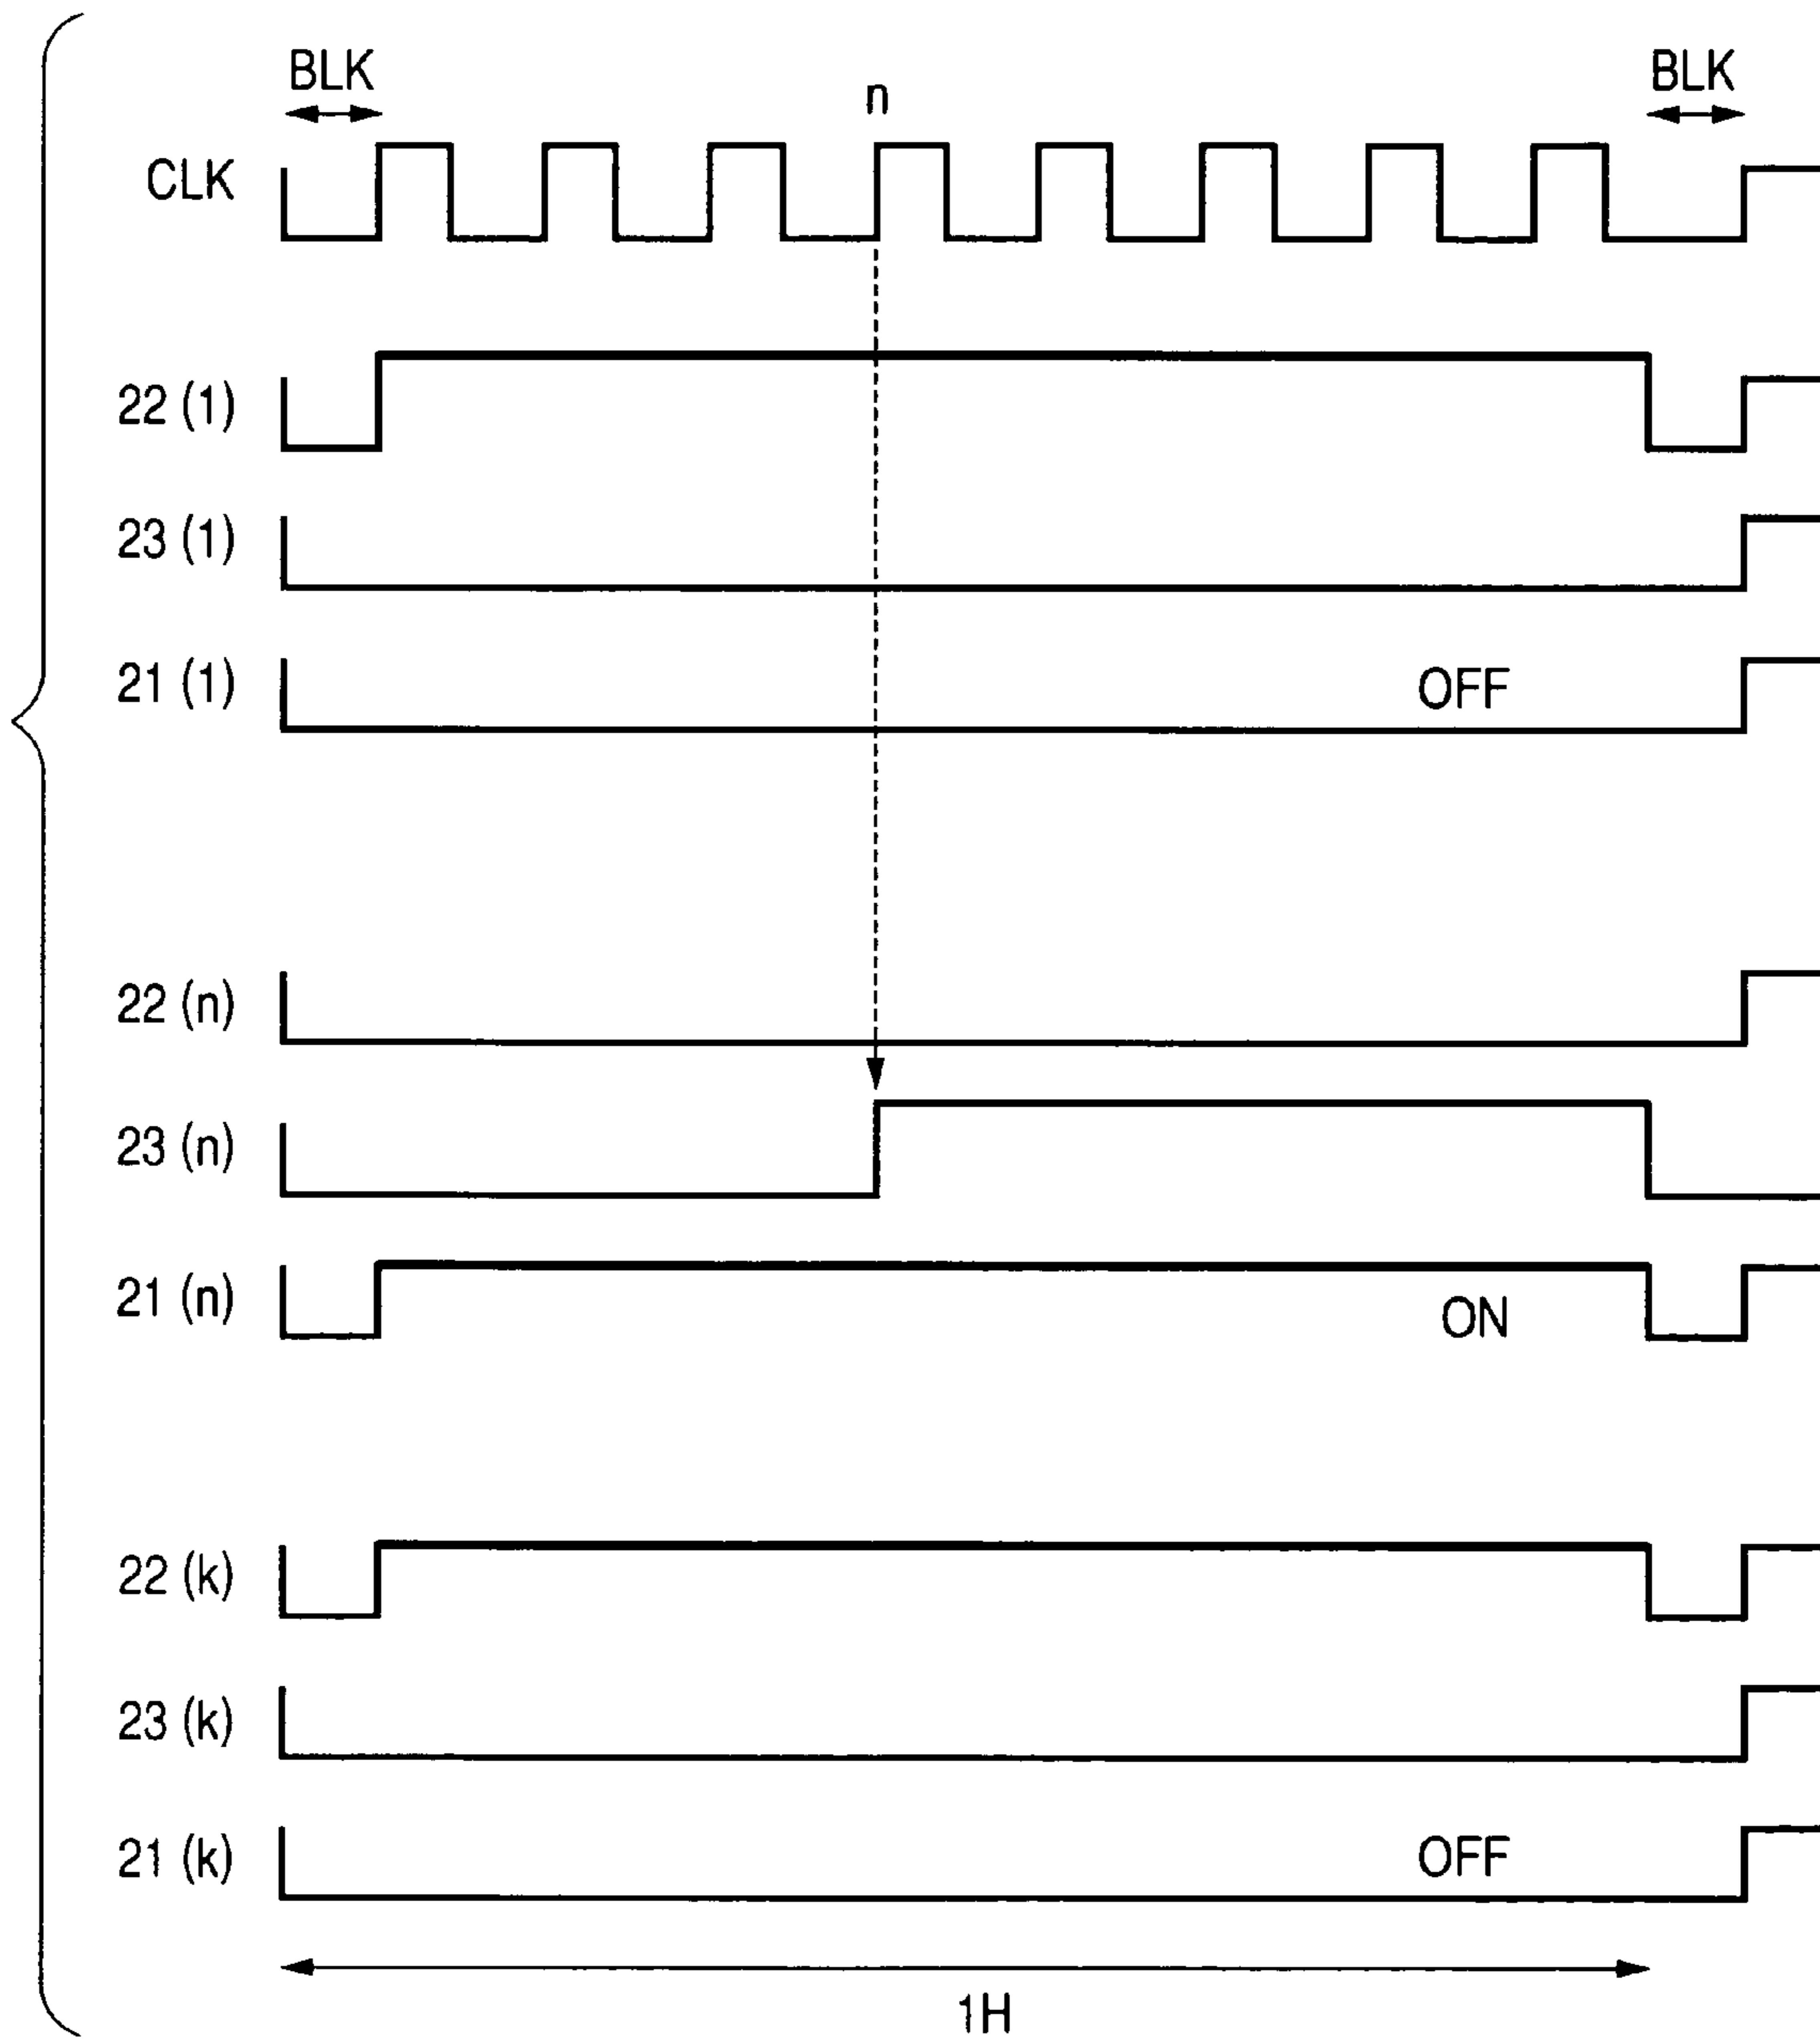 BLK BLK
n
CLK
22 (1)
23 (1)
21 (1) OFF
22 (n)
23 (n)
21 (n) ON
22 (k)
23 (k)
21 (k) OFF
1H